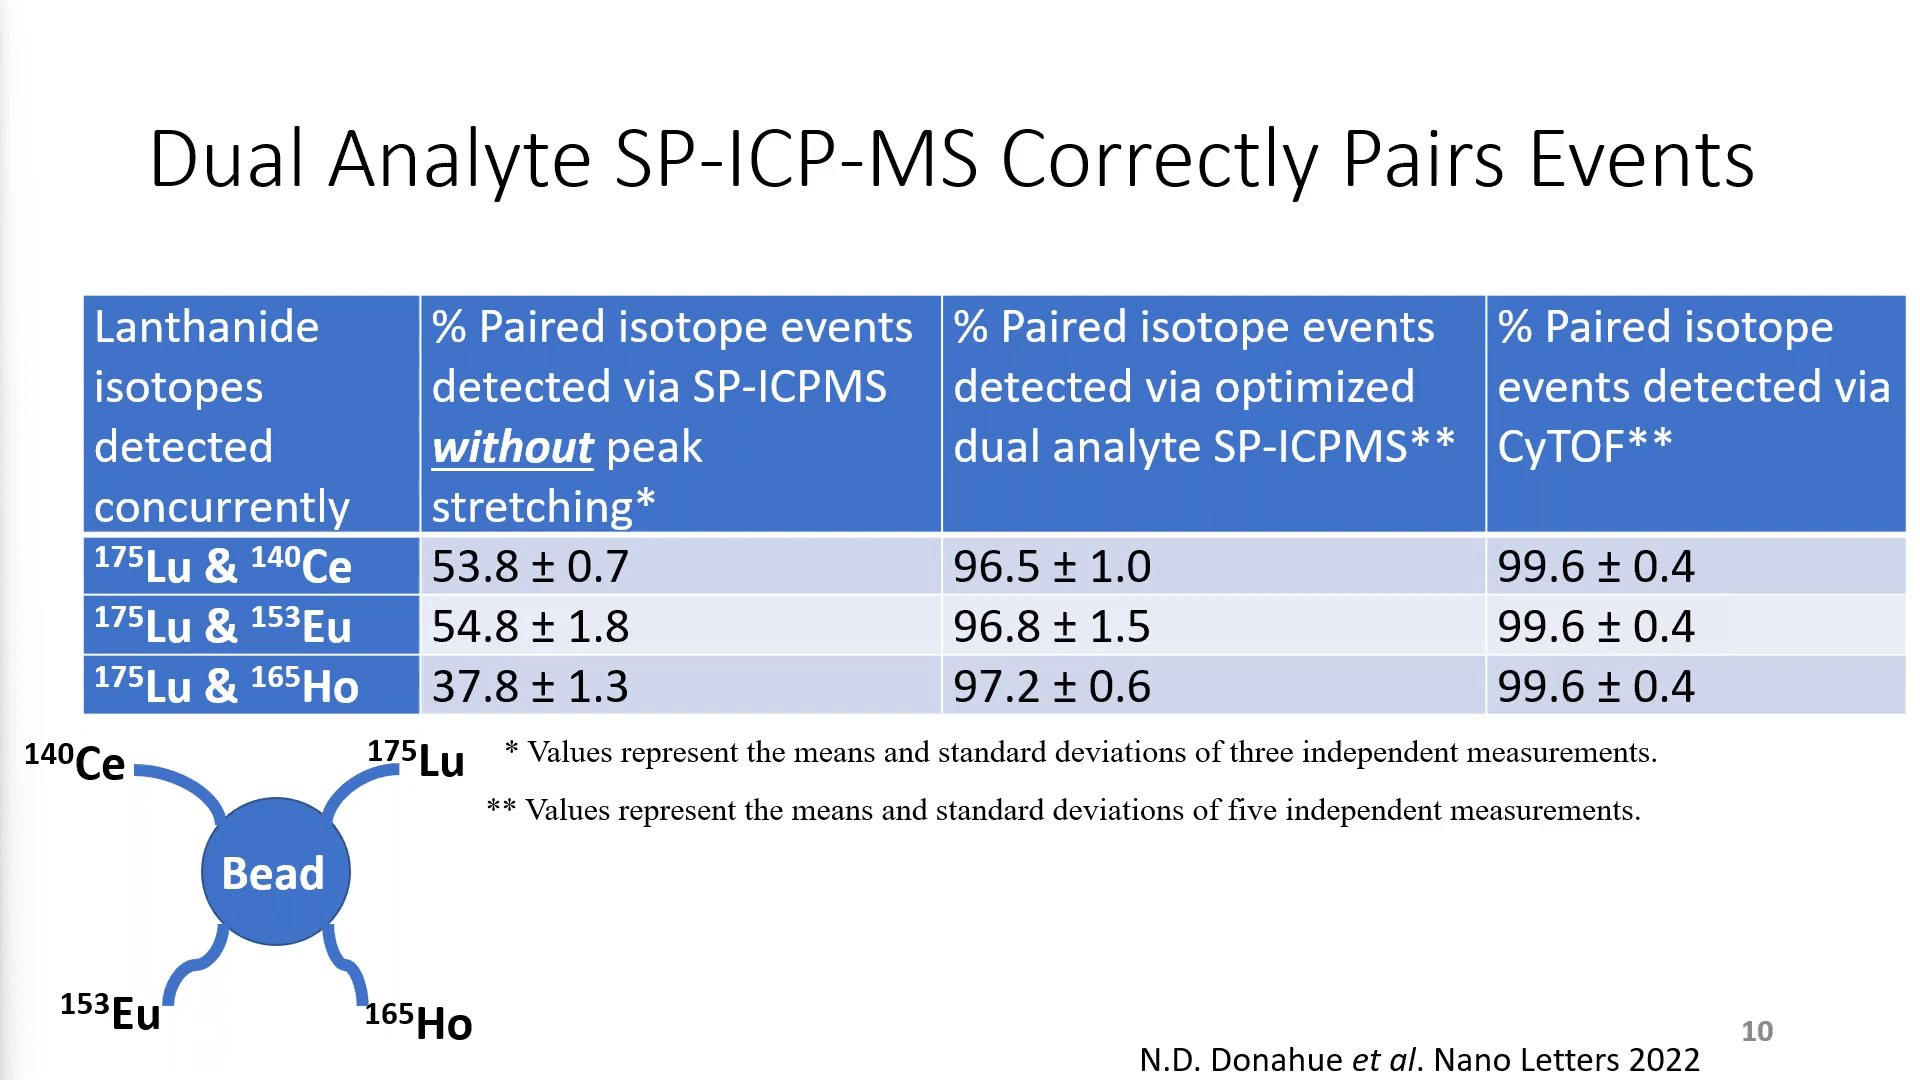 Dual Analyte SP-ICP-MS Correctly Pairs Events
Lanthanide
isotopes
detected
concurrently
% Paired isotope events
detected via SP-ICPMS
without peak
stretching*
% Paired isotope events
detected via optimized
dual analyte SP-ICPMS**
% Paired isotope
events detected via
CyTOF**
¹⁷⁵Lu & ¹⁴⁰Ce 53.8 ± 0.7 96.5 ± 1.0 99.6 ± 0.4
¹⁷⁵Lu & ¹⁵³Eu 54.8 ± 1.8 96.8 ± 1.5 99.6 ± 0.4
¹⁷⁵Lu & ¹⁶⁵Ho 37.8 ± 1.3 97.2 ± 0.6 99.6 ± 0.4
* Values represent the means and standard deviations of three independent measurements.
** Values represent the means and standard deviations of five independent measurements.
¹⁴⁰Ce
¹⁷⁵Lu
Bead
¹⁵³Eu
¹⁶⁵Ho
10
N.D. Donahue et al. Nano Letters 2022